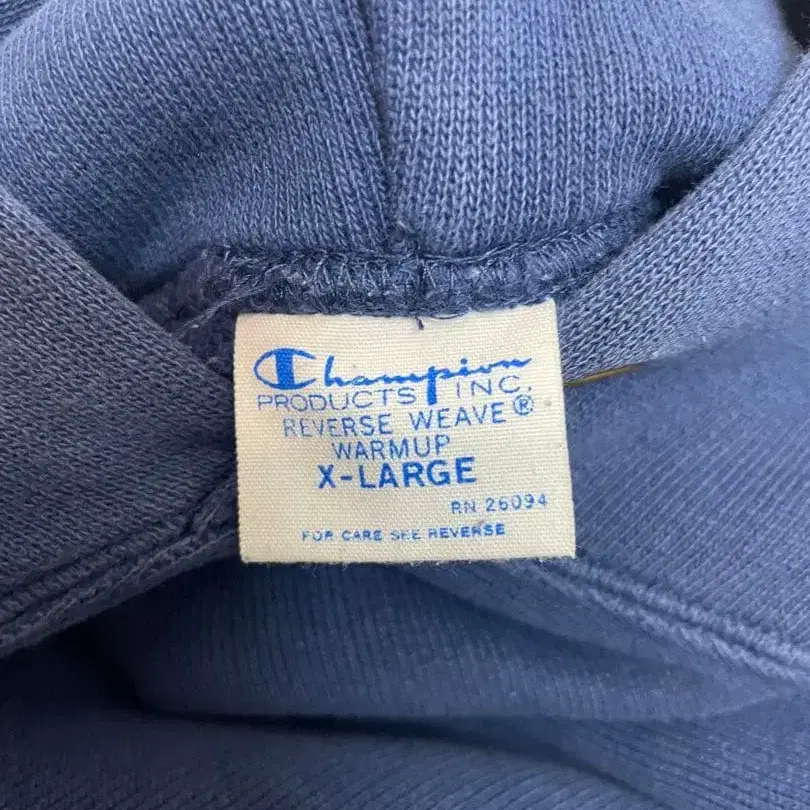 Champion
PRODUCTS INC.
REVERSE WEAVE®
WARMUP
X-LARGE
RN 26094
FOR CARE SEE REVERSE